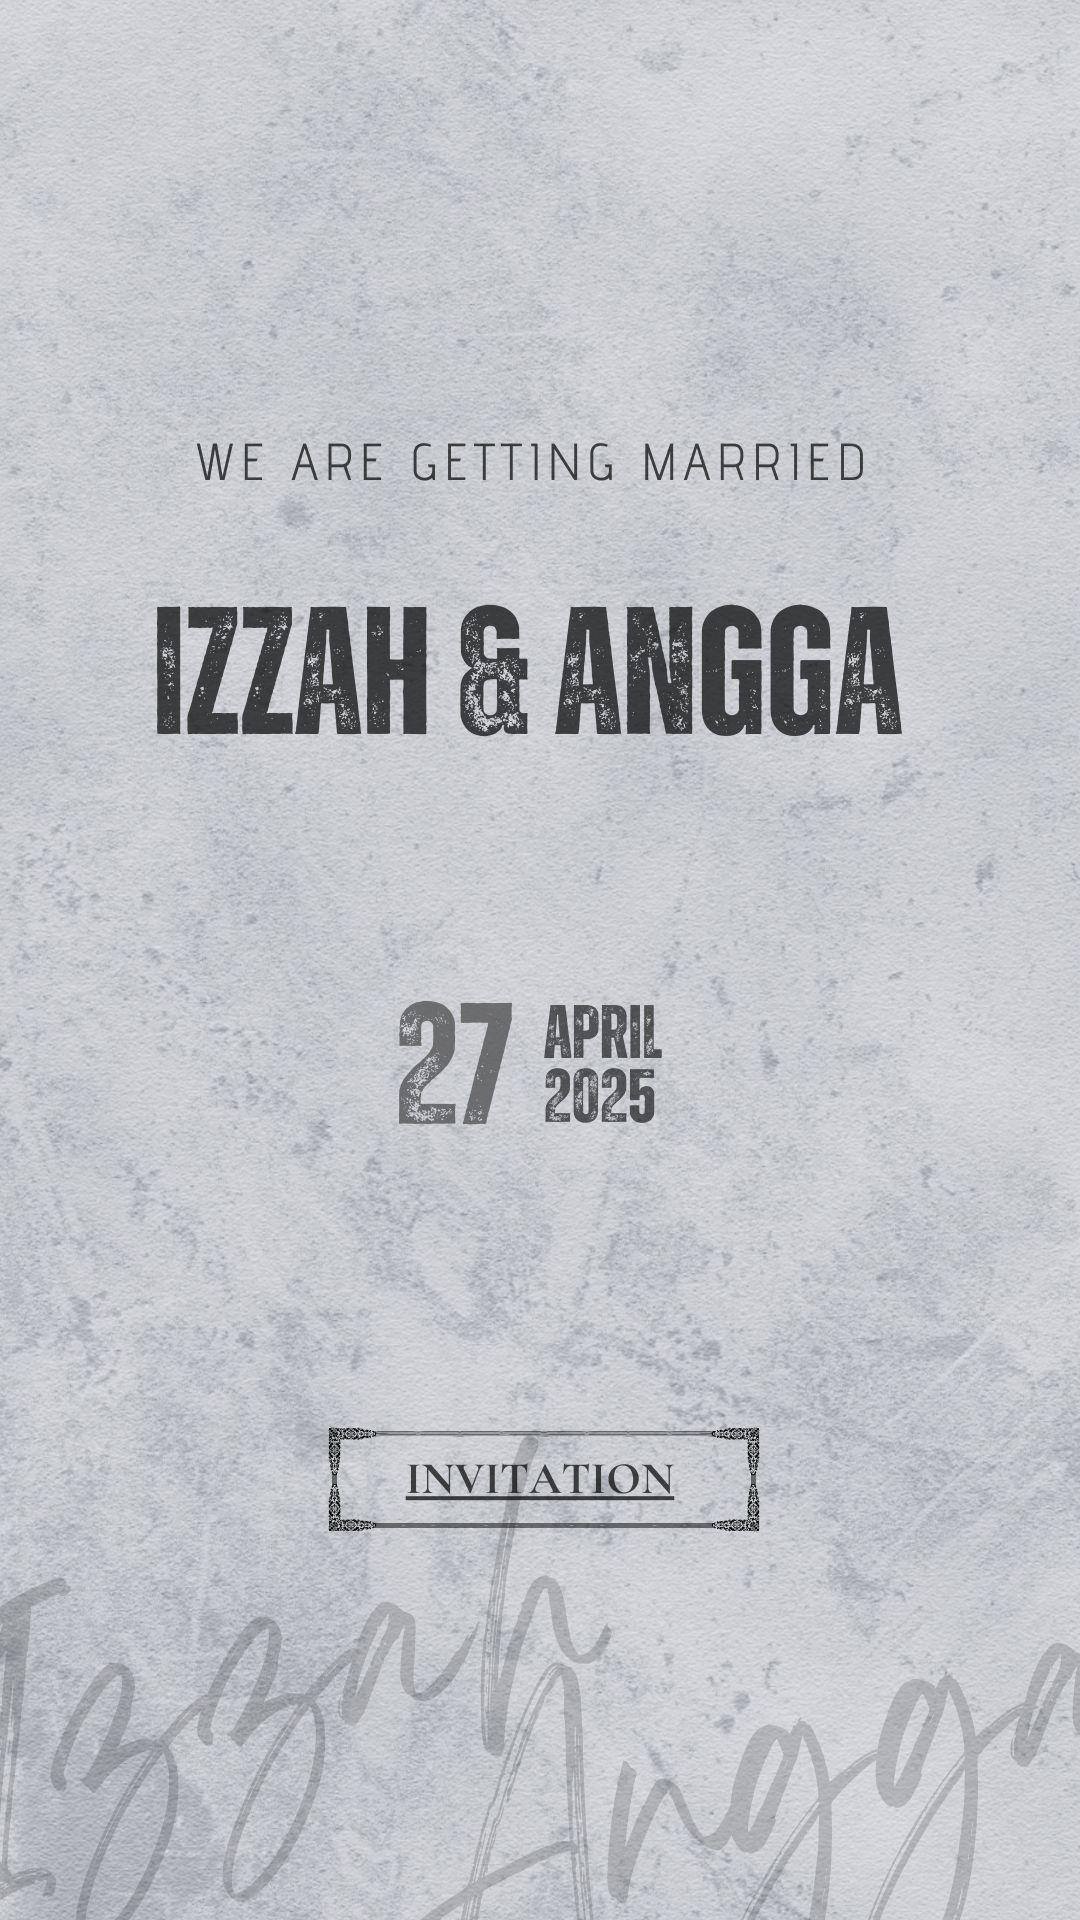 WE ARE GETTING MARRIED
IZZAH & ANGGA
27 APRIL
2025
INVITATION
Izzah
Angga